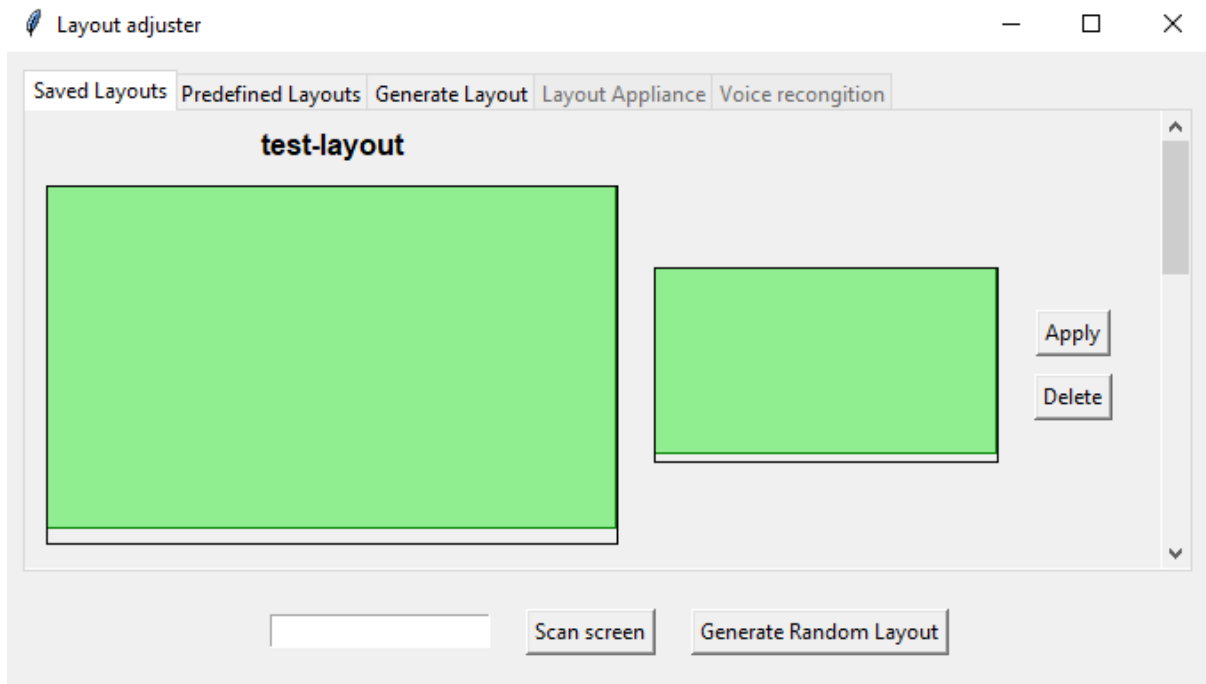 Layout adjuster
Saved Layouts Predefined Layouts Generate Layout Layout Appliance Voice recongition
test-layout
Apply
Delete
Scan screen Generate Random Layout